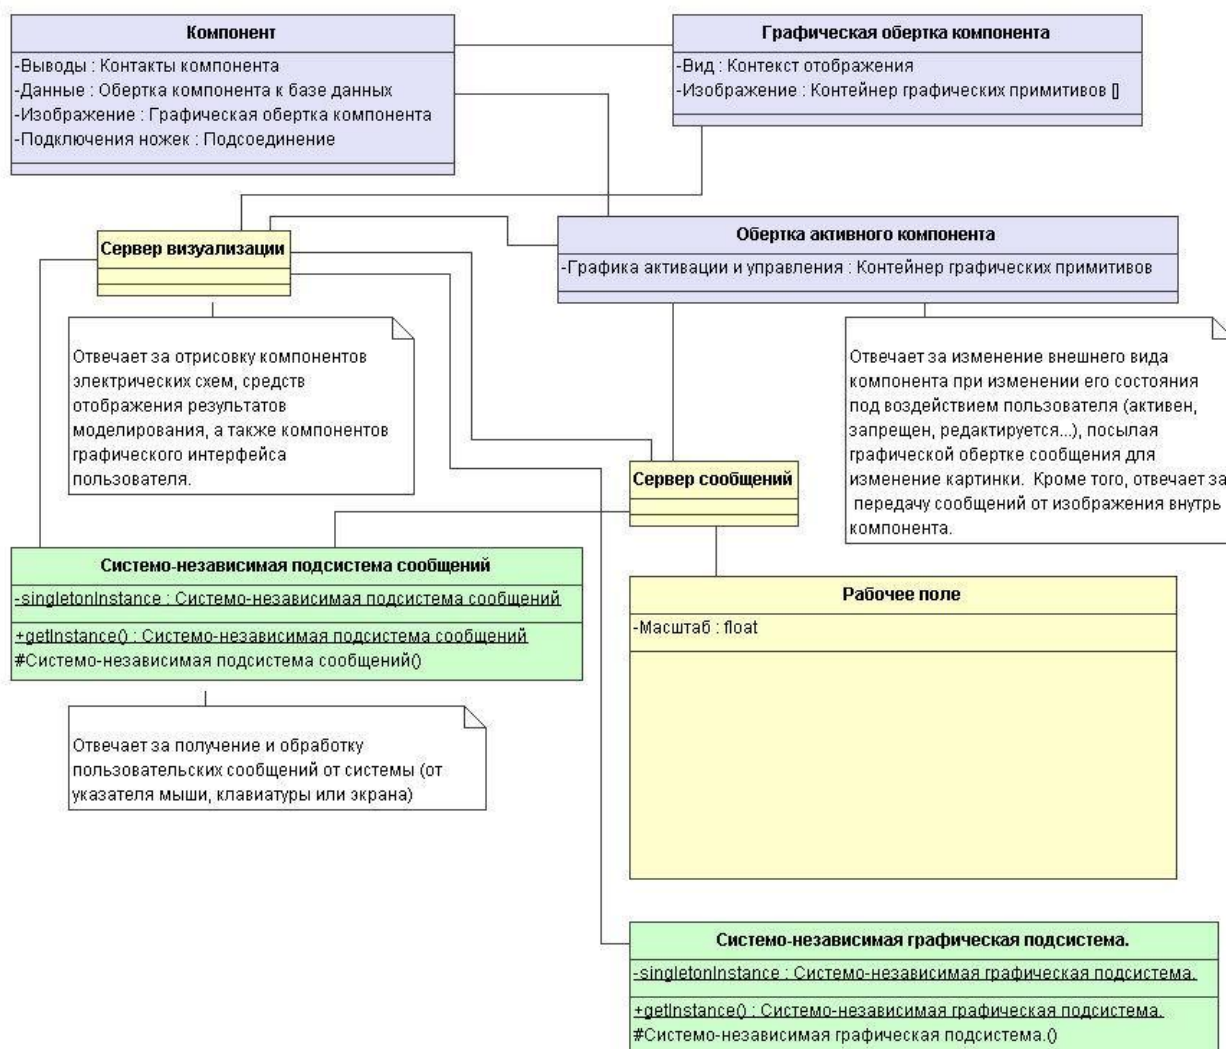 Компонент
-Выводы : Контакты компонента
-Данные : Обертка компонента к базе данных
-Изображение : Графическая обертка компонента
-Подключения ножек : Подсоединение
Графическая обертка компонента
-Вид : Контекст отображения
-Изображение : Контейнер графических примитивов []
Сервер визуализации
Обертка активного компонента
-Графика активации и управления : Контейнер графических примитивов
Отвечает за отрисовку компонентов
электрических схем, средств
отображения результатов
моделирования, а также компонентов
графического интерфейса
пользователя.
Отвечает за изменение внешнего вида
компонента при изменении его состояния
под воздействием пользователя (активен,
запрещен, редактируется...), посылая
графической обертке сообщения для
изменение картинки. Кроме того, отвечает за
передачу сообщений от изображения внутрь
компонента.
Сервер сообщений
Системо-независимая подсистема сообщений
-singletonInstance : Системо-независимая подсистема сообщений
+getInstance() : Системо-независимая подсистема сообщений
#Системо-независимая подсистема сообщений()
Рабочее поле
-Масштаб : float
Отвечает за получение и обработку
пользовательских сообщений от системы (от
указателя мыши, клавиатуры или экрана)
Системо-независимая графическая подсистема.
-singletonInstance : Системо-независимая графическая подсистема.
+getInstance() : Системо-независимая графическая подсистема.
#Системо-независимая графическая подсистема.()